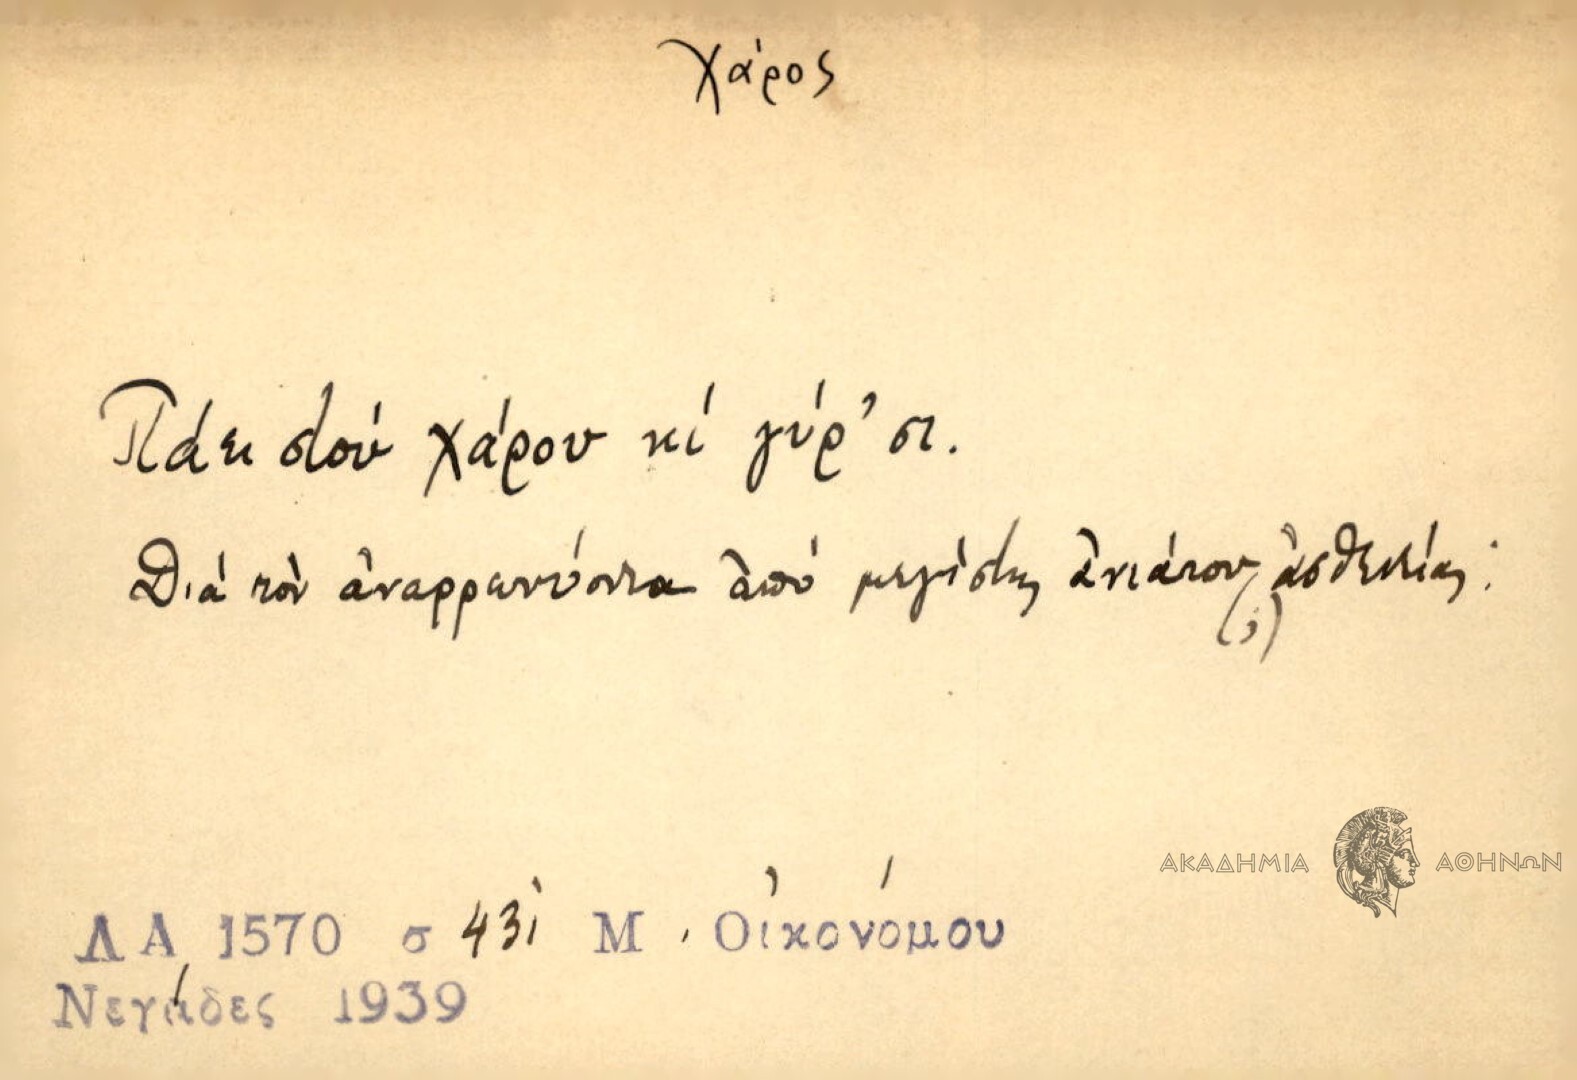 Χάρος
Πάει στού χάρου κί γύρ'σι.
Διά τὸν ἀναρρωνύοντα ἀπό μεγίστης ἀνιάτου ἀσθενείας:
(;)
ΑΚΑΔΗΜΙΑ ΑΘΗΝΩΝ
ΛΑ 1570 σ 431 Μ. Οἰκονόμου
Νεγάδες 1939